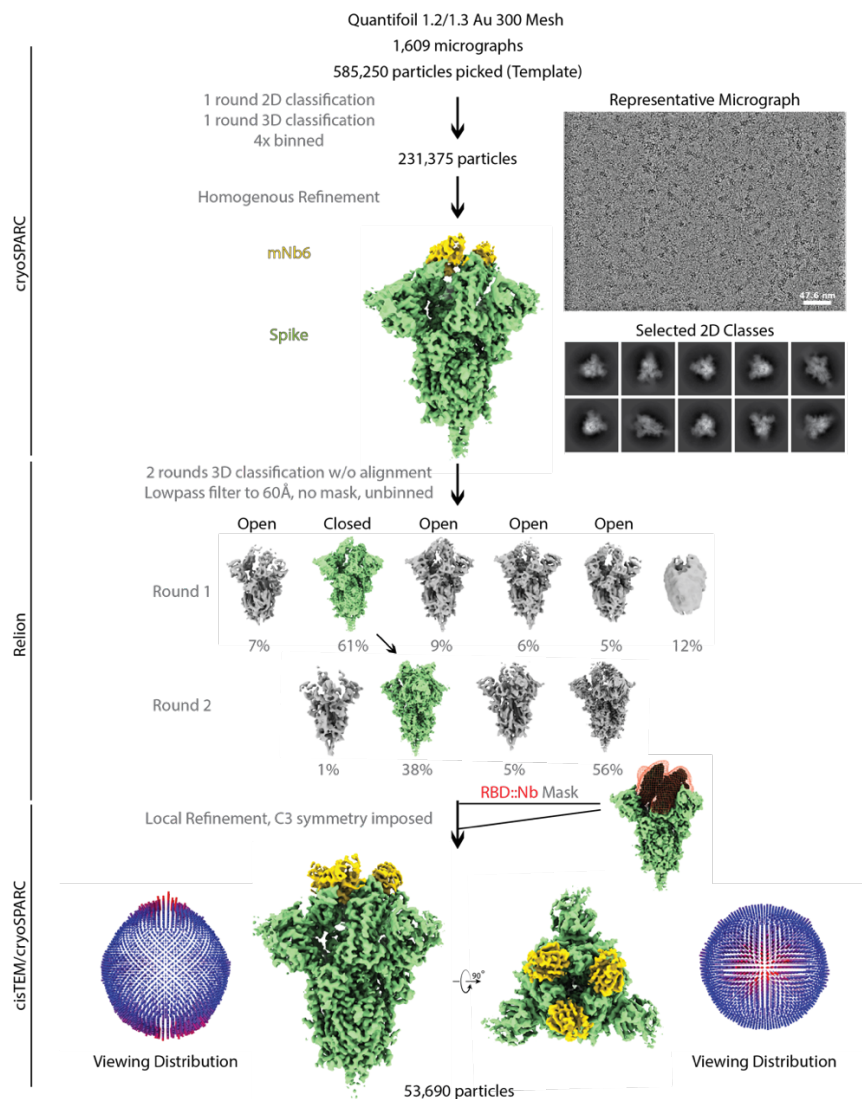 Quantifoil 1.2/1.3 Au 300 Mesh
1,609 micrographs
585,250 particles picked (Template)
1 round 2D classification
1 round 3D classification
4x binned
231,375 particles
Homogenous Refinement
mNb6
Spike
cryoSPARC
Representative Micrograph
47.6 nm
Selected 2D Classes
2 rounds 3D classification w/o alignment
Lowpass filter to 60Å, no mask, unbinned
Relion
Open Closed Open Open Open
Round 1
7% 61% 9% 6% 5% 12%
Round 2
1% 38% 5% 56%
RBD::Nb Mask
Local Refinement, C3 symmetry imposed
cisTEM/cryoSPARC
90°
Viewing Distribution
Viewing Distribution
53,690 particles